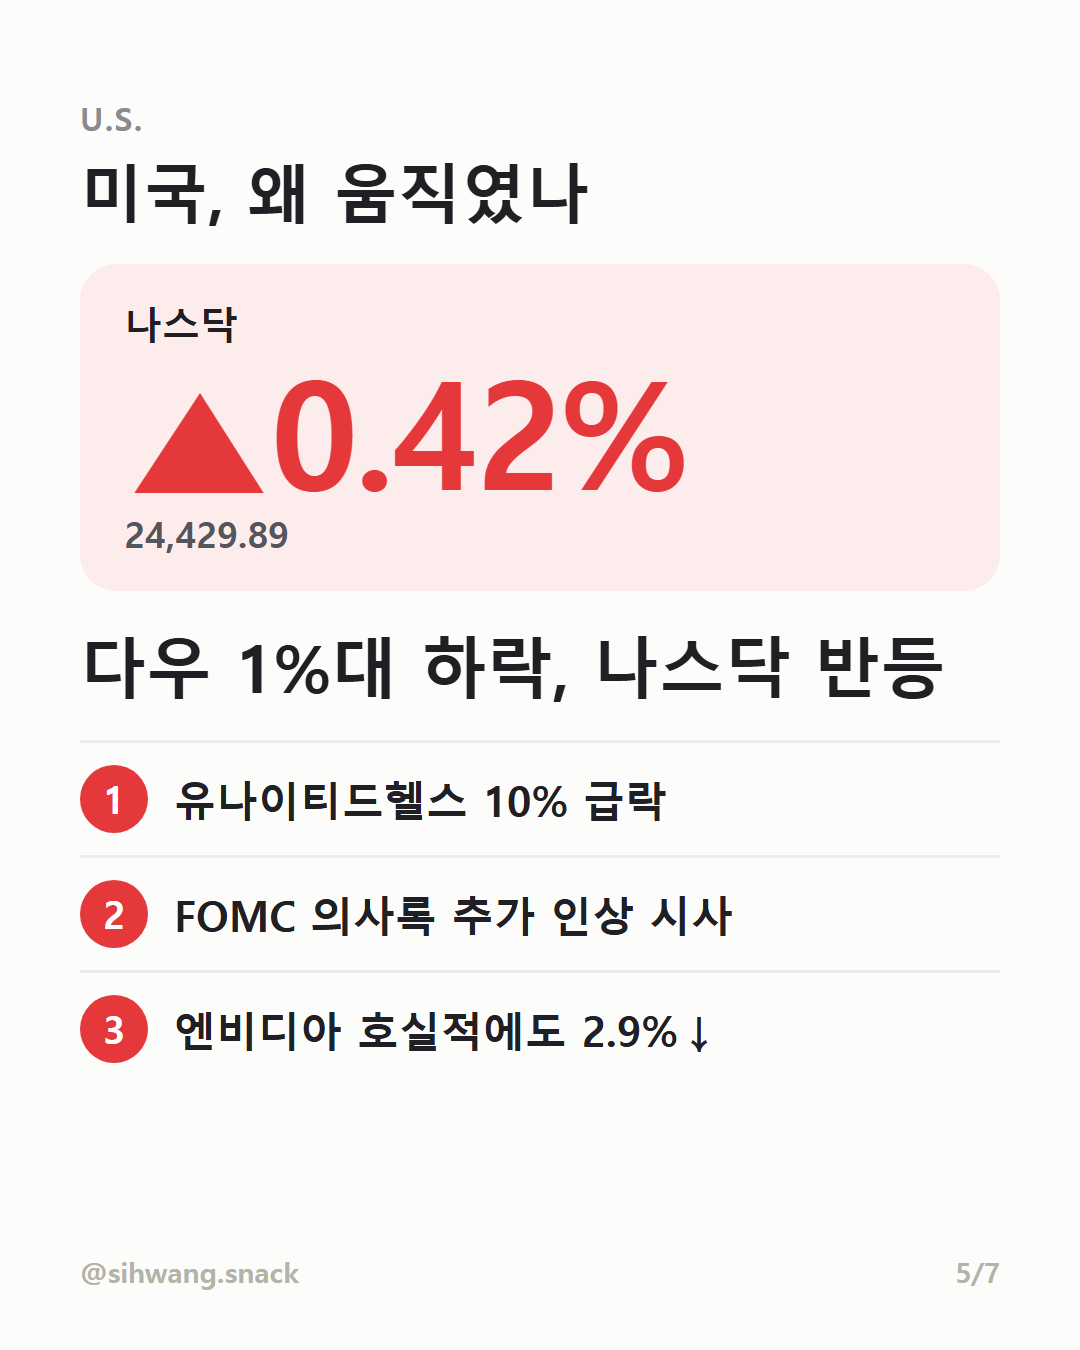 U.S.
미국, 왜 움직였나
나스닥
▲0.42%
24,429.89
다우 1%대 하락, 나스닥 반등
1 유나이티드헬스 10% 급락
2 FOMC 의사록 추가 인상 시사
3 엔비디아 호실적에도 2.9%↓
@sihwang.snack
5/7